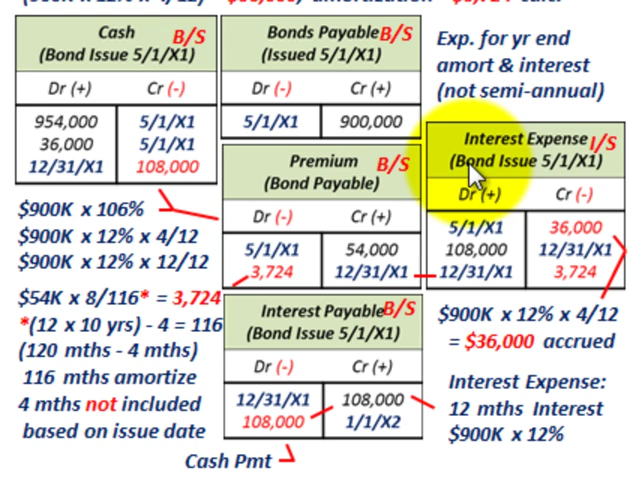 Cash B/S
(Bond Issue 5/1/X1)
Dr (+) Cr (-)
954,000 5/1/X1
36,000 5/1/X1
12/31/X1 108,000
Bonds Payable B/S
(Issued 5/1/X1)
Dr (-) Cr (+)
5/1/X1 900,000
Exp. for yr end
amort & interest
(not semi-annual)
Premium B/S
(Bond Payable)
Dr (-) Cr (+)
5/1/X1 54,000
3,724 12/31/X1
Interest Expense I/S
(Bond Issue 5/1/X1)
Dr (+) Cr (-)
5/1/X1 36,000
108,000 12/31/X1
12/31/X1 3,724
$900K x 106%
$900K x 12% x 4/12
$900K x 12% x 12/12
$54K x 8/116* = 3,724
*(12 x 10 yrs) - 4 = 116
(120 mths - 4 mths)
116 mths amortize
4 mths not included
based on issue date
Interest Payable B/S
(Bond Issue 5/1/X1)
Dr (-) Cr (+)
12/31/X1 108,000
108,000 1/1/X2
Cash Pmt
$900K x 12% x 4/12
= $36,000 accrued
Interest Expense:
12 mths Interest
$900K x 12%